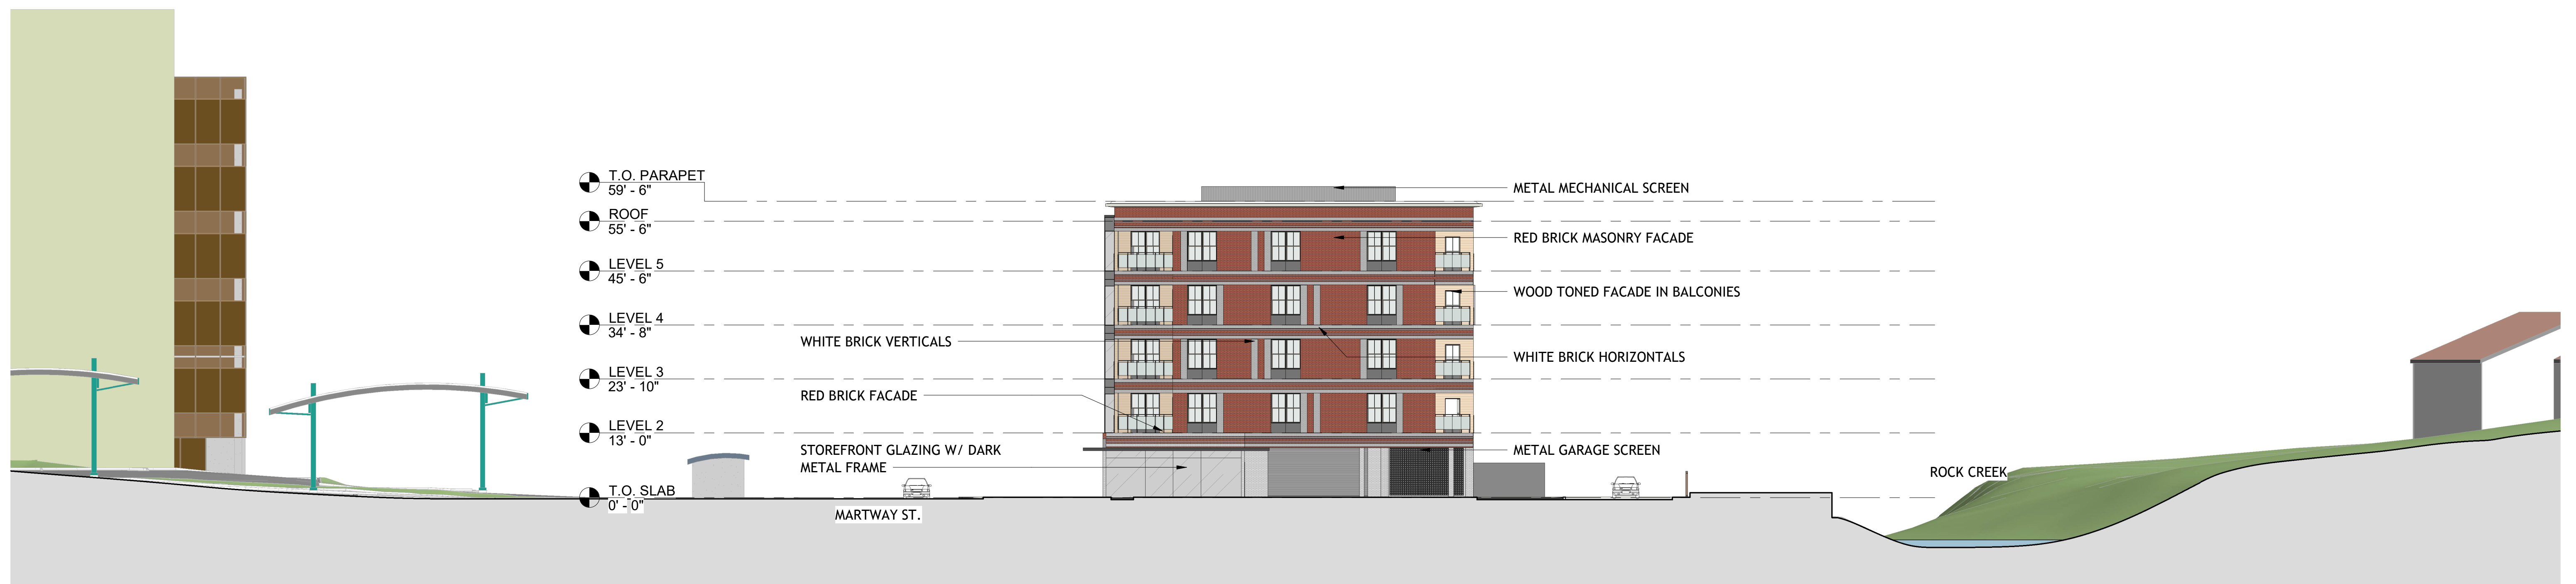 T.O. PARAPET
59' - 6"
ROOF
55' - 6"
LEVEL 5
45' - 6"
LEVEL 4
34' - 8"
LEVEL 3
23' - 10"
LEVEL 2
13' - 0"
T.O. SLAB
0' - 0"
WHITE BRICK VERTICALS
RED BRICK FACADE
STOREFRONT GLAZING W/ DARK
METAL FRAME
MARTWAY ST.
METAL MECHANICAL SCREEN
RED BRICK MASONRY FACADE
WOOD TONED FACADE IN BALCONIES
WHITE BRICK HORIZONTALS
METAL GARAGE SCREEN
ROCK CREEK